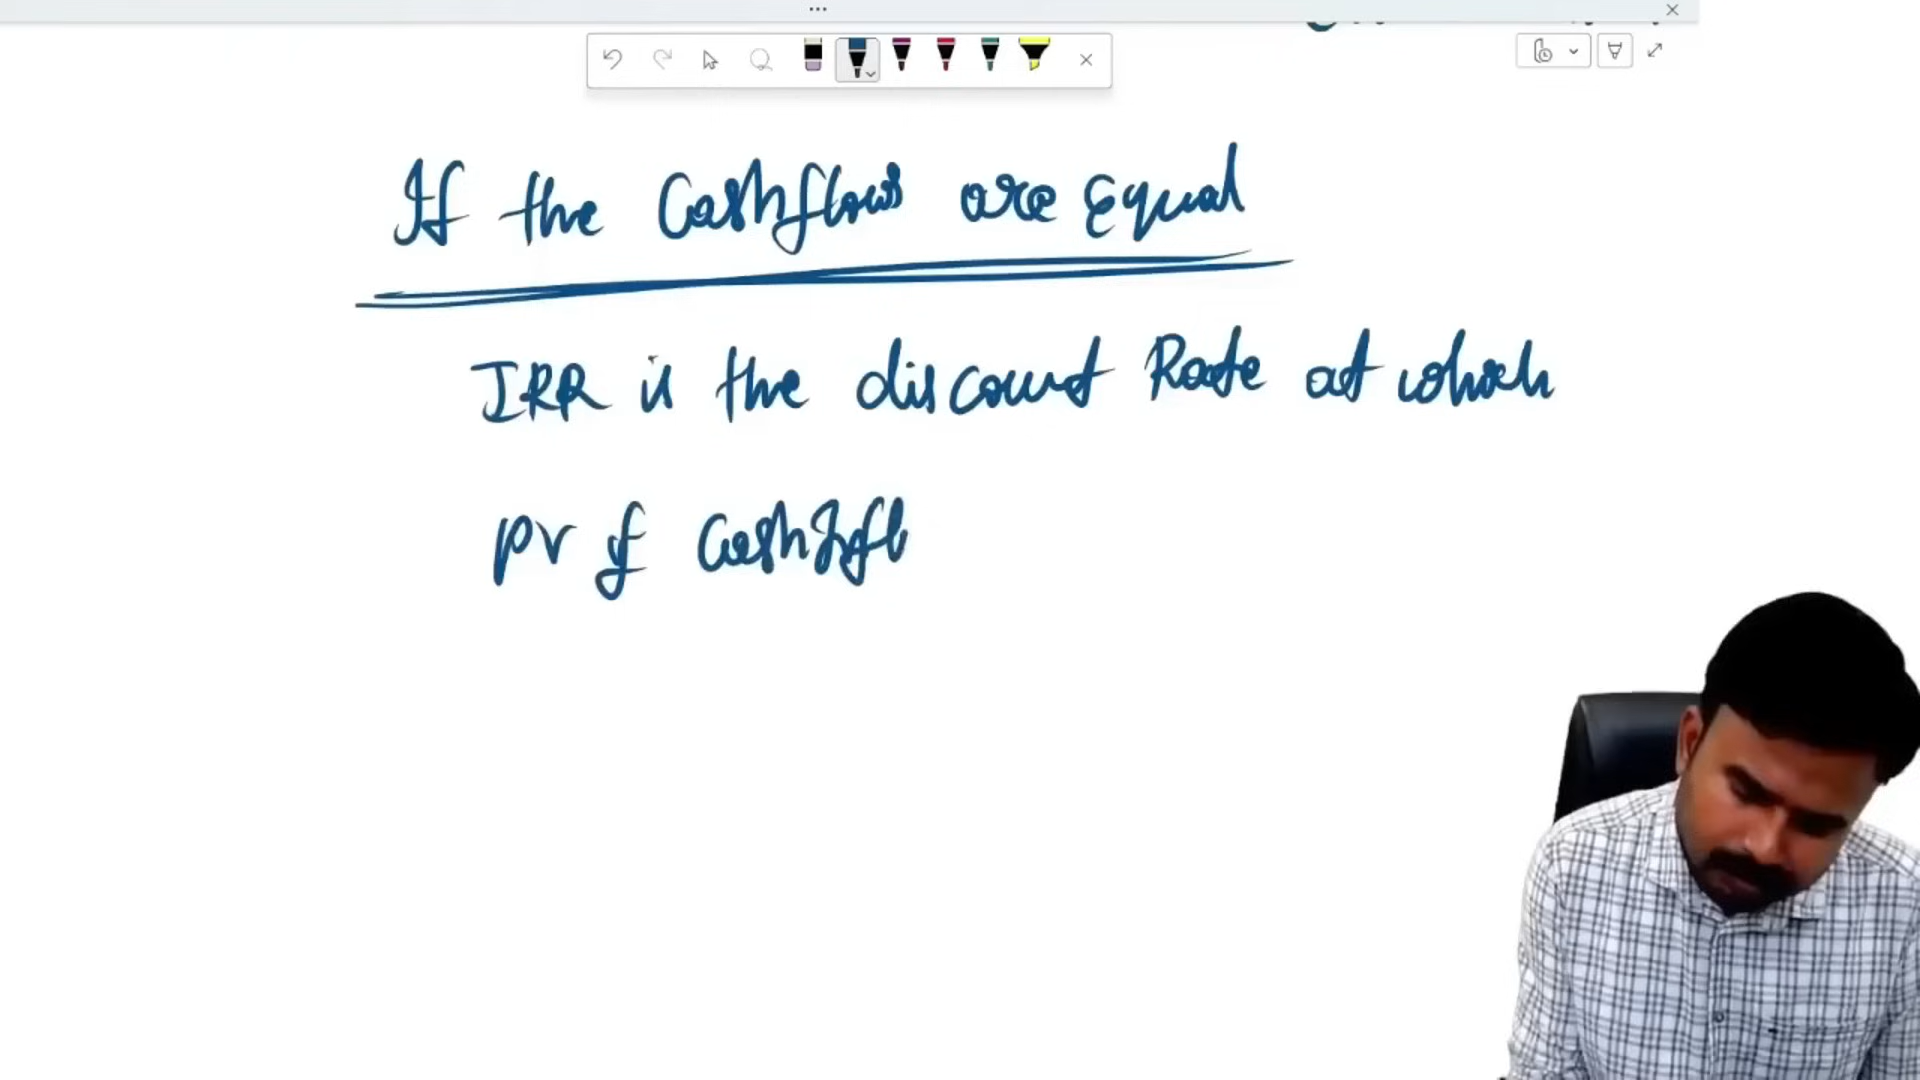 If the Cashflows are Equal
IRR is the discount Rate at which
PV of CashInfl